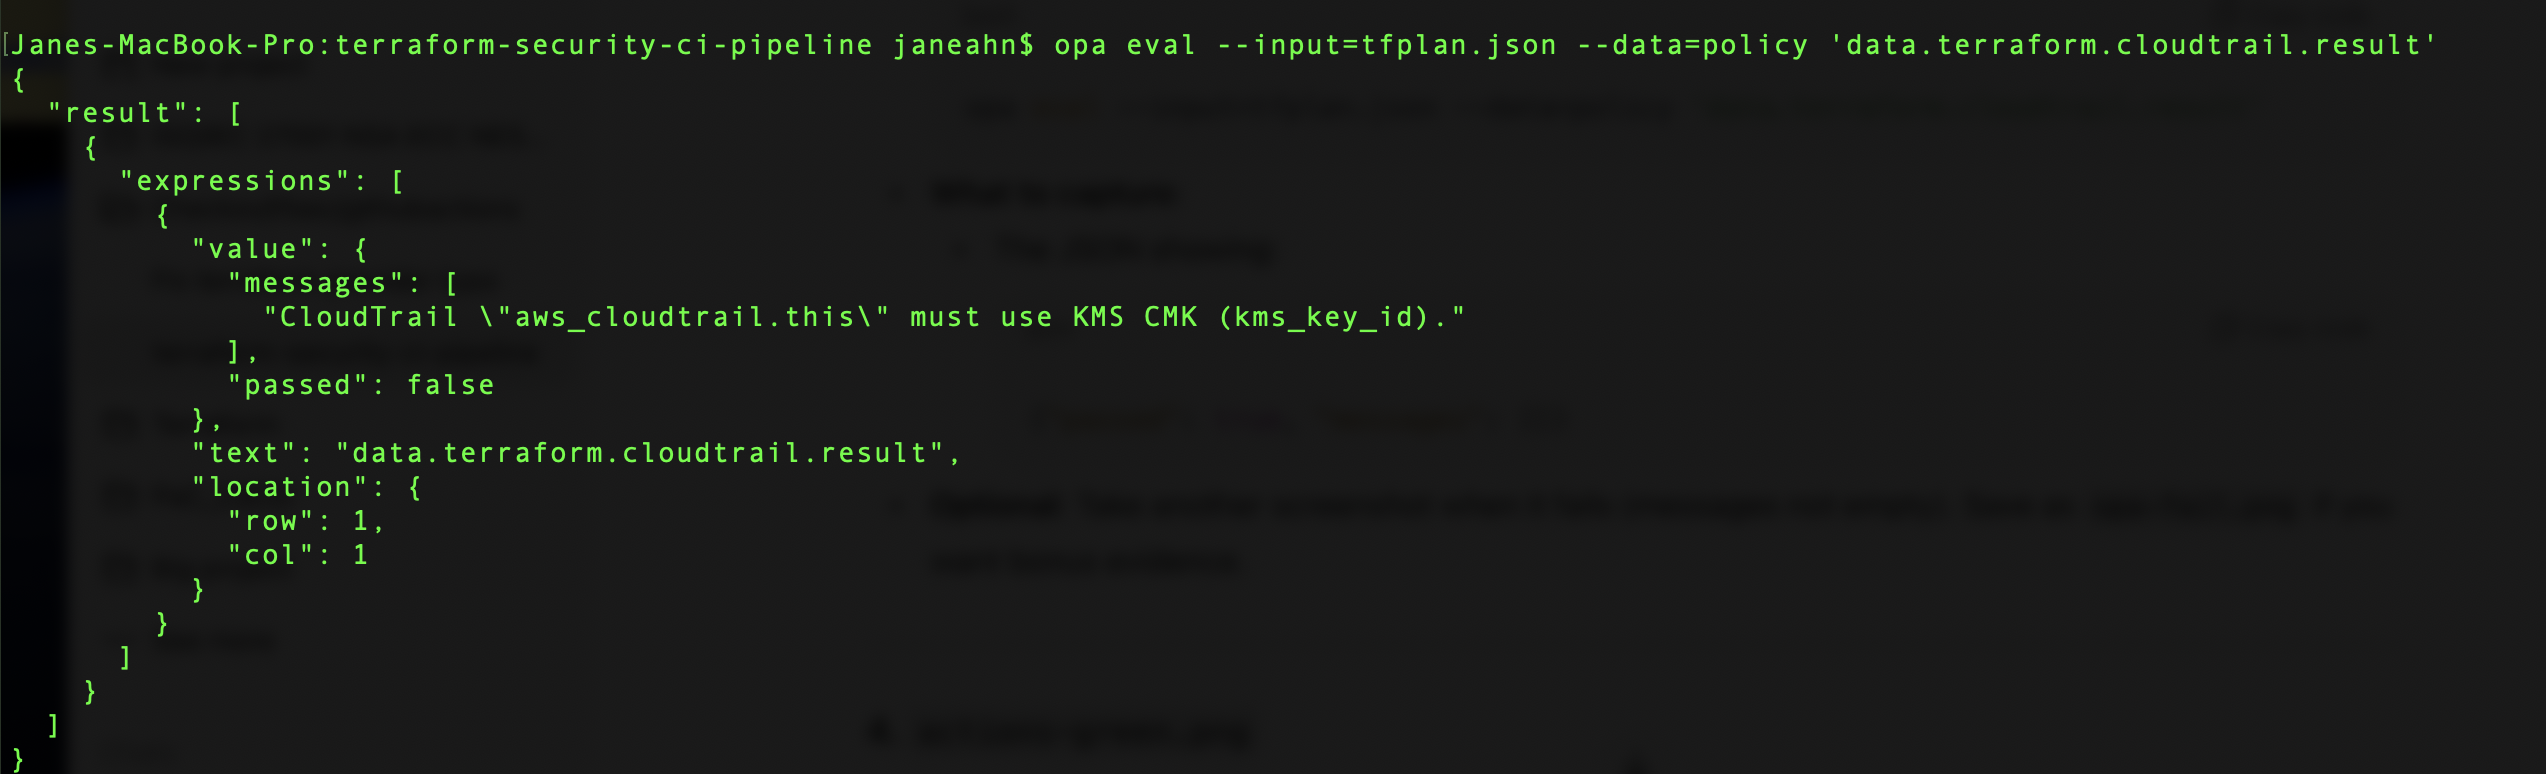 [Janes-MacBook-Pro:terraform-security-ci-pipeline janeahn$ opa eval --input=tfplan.json --data=policy 'data.terraform.cloudtrail.result'
{
  "result": [
    {
      "expressions": [
        {
          "value": {
            "messages": [
              "CloudTrail \"aws_cloudtrail.this\" must use KMS CMK (kms_key_id)."
            ],
            "passed": false
          },
          "text": "data.terraform.cloudtrail.result",
          "location": {
            "row": 1,
            "col": 1
          }
        }
      ]
    }
  ]
}